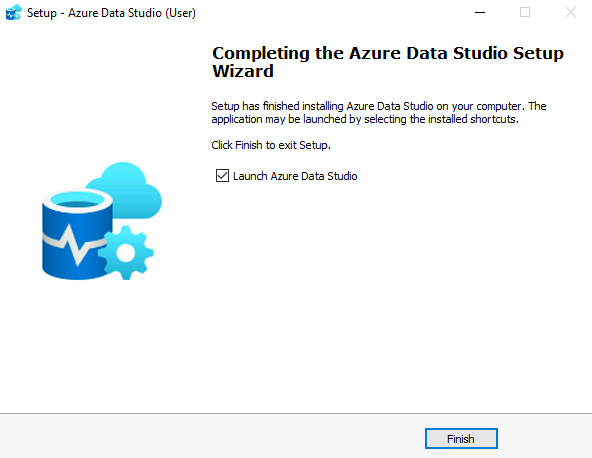 Setup - Azure Data Studio (User)
Completing the Azure Data Studio Setup
Wizard
Setup has finished installing Azure Data Studio on your computer. The
application may be launched by selecting the installed shortcuts.
Click Finish to exit Setup.
Launch Azure Data Studio
Finish